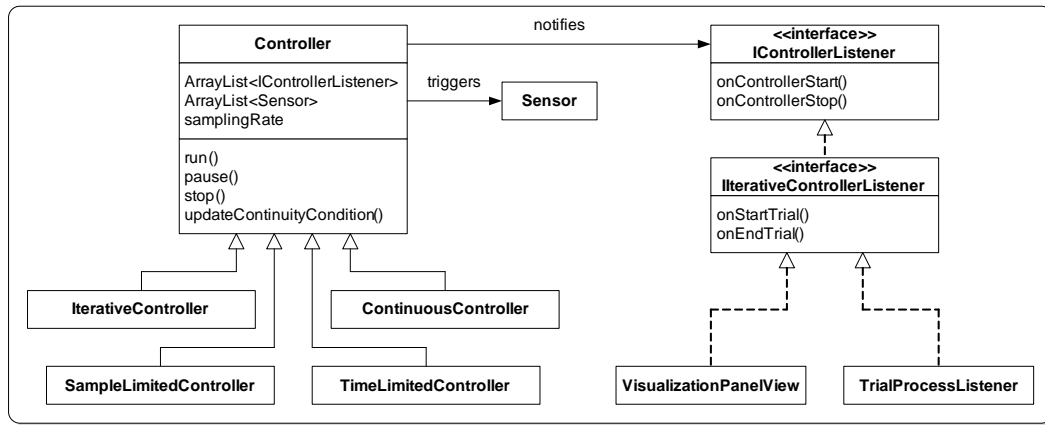 Controller
ArrayList<IControllerListener>
ArrayList<Sensor>
samplingRate
run()
pause()
stop()
updateContinuityCondition()
notifies
triggers
Sensor
<<interface>>
IControllerListener
onControllerStart()
onControllerStop()
<<interface>>
IIterativeControllerListener
onStartTrial()
onEndTrial()
IterativeController
ContinuousController
SampleLimitedController
TimeLimitedController
VisualizationPanelView
TrialProcessListener